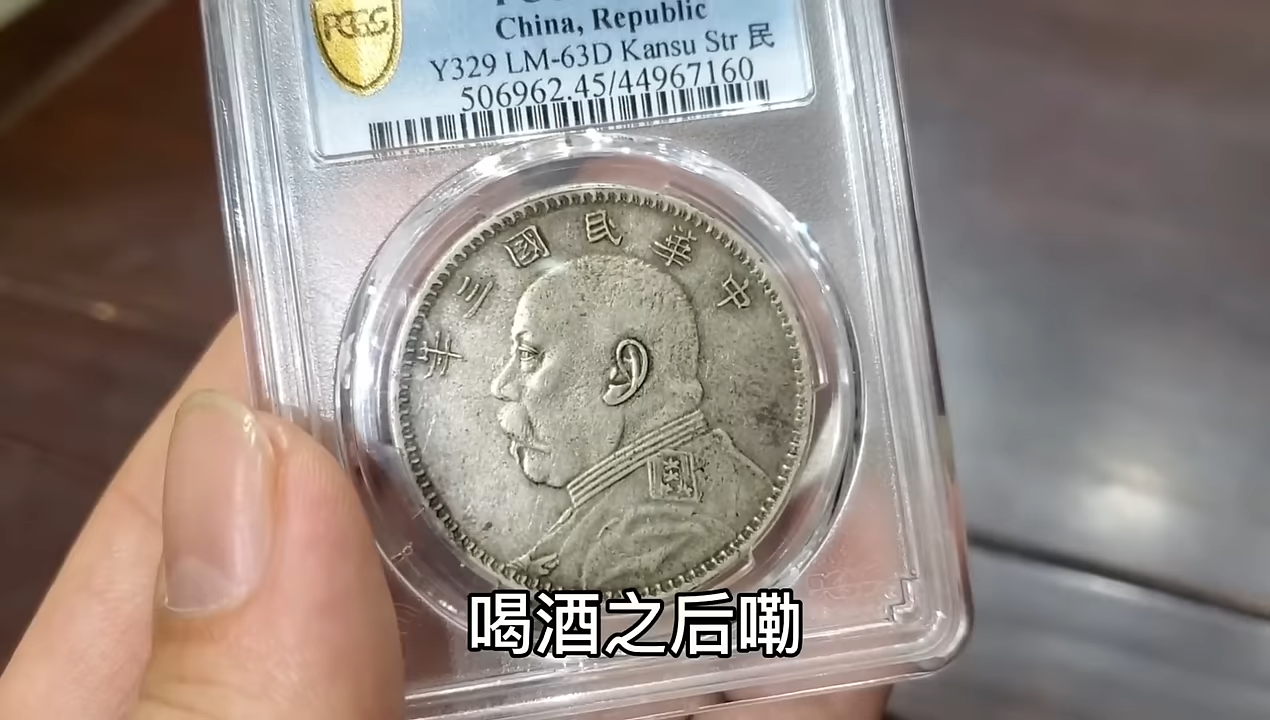 PCGS
China, Republic
Y329 LM-63D Kansu Str 民
506962.45/44967160
中華民國三年
喝酒之后嘞